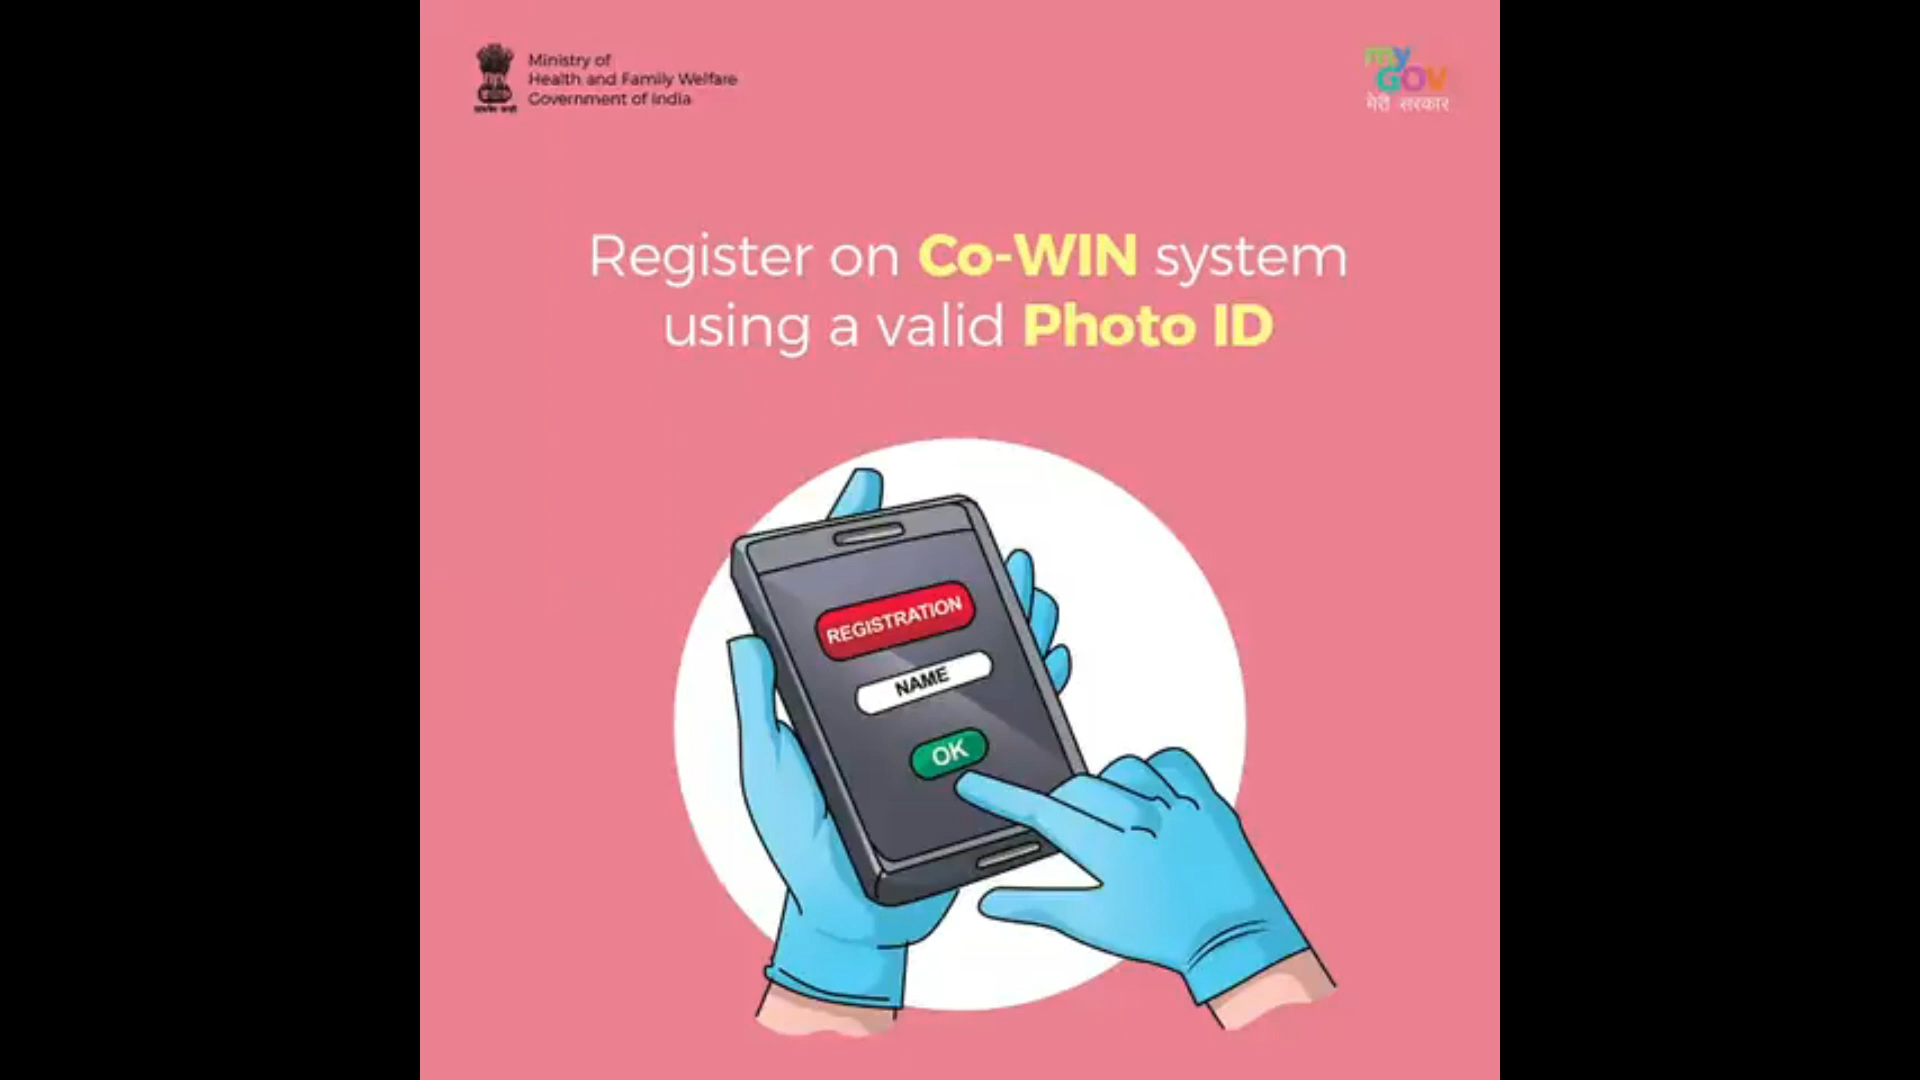 Ministry of
Health and Family Welfare
Government of India
my
GOV
मेरी सरकार
Register on Co-WIN system
using a valid Photo ID
REGISTRATION
NAME
OK